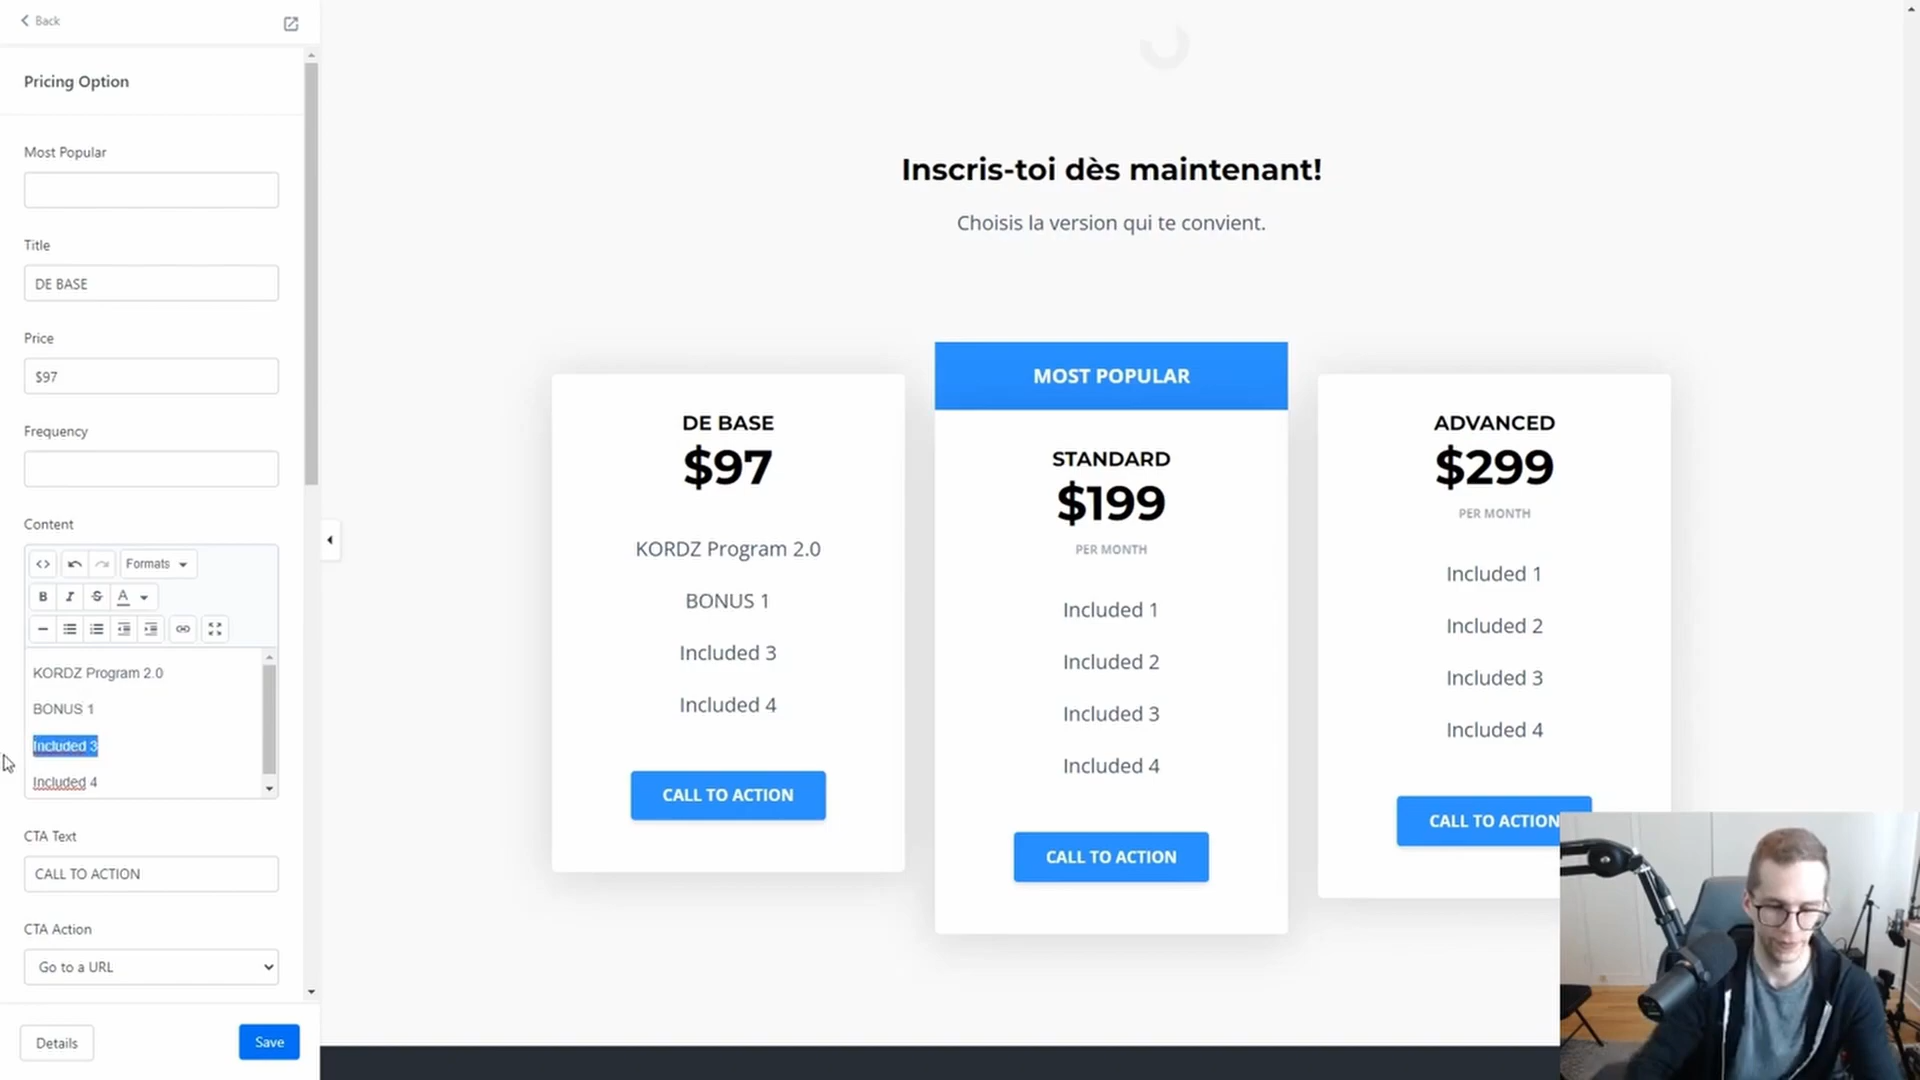 Back
Pricing Option
Most Popular
Title
DE BASE
Price
$97
Frequency
Content
Formats
B I S A
KORDZ Program 2.0
BONUS 1
Included 3
Included 4
CTA Text
CALL TO ACTION
CTA Action
Go to a URL
Details
Save
Inscris-toi dès maintenant!
Choisis la version qui te convient.
DE BASE
$97
KORDZ Program 2.0
BONUS 1
Included 3
Included 4
CALL TO ACTION
MOST POPULAR
STANDARD
$199
PER MONTH
Included 1
Included 2
Included 3
Included 4
CALL TO ACTION
ADVANCED
$299
PER MONTH
Included 1
Included 2
Included 3
Included 4
CALL TO ACTION